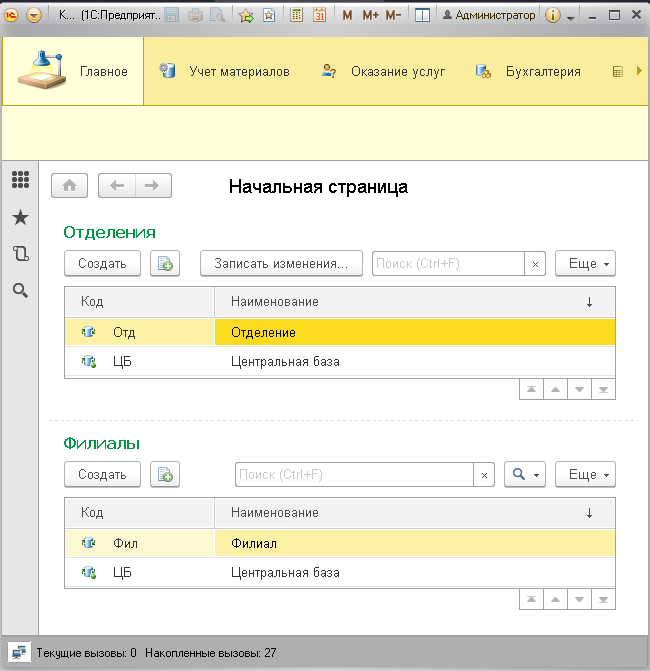 К... (1С:Предприят...
M M+ M-
Администратор
Главное
Учет материалов
Оказание услуг
Бухгалтерия
Начальная страница
Отделения
Создать Записать изменения... Поиск (Ctrl+F) × Еще
Код Наименование ↓
Отд Отделение
ЦБ Центральная база
Филиалы
Создать Поиск (Ctrl+F) × Еще
Код Наименование ↓
Фил Филиал
ЦБ Центральная база
Текущие вызовы: 0 Накопленные вызовы: 27